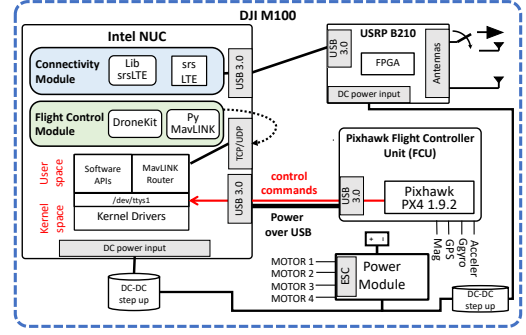 DJI M100
Intel NUC
Connectivity
Module
Lib
srsLTE
srs
LTE
USB 3.0
Flight Control
Module
DroneKit
Py
MavLINK
TCP/UDP
User
space
Software
APIs
MavLINK
Router
/dev/ttys1
Kernel
space
Kernel Drivers
USB 3.0
DC power input
DC-DC
step up
USRP B210
USB
3.0
FPGA
Antennas
DC power input
Pixhawk Flight Controller
Unit (FCU)
control
commands
USB
3.0
Pixhawk
PX4 1.9.2
Power
over USB
Mag
GPS
Ggyro
Acceler
MOTOR 1
MOTOR 2
MOTOR 3
MOTOR 4
ESC
Power
Module
+ -
DC-DC
step up